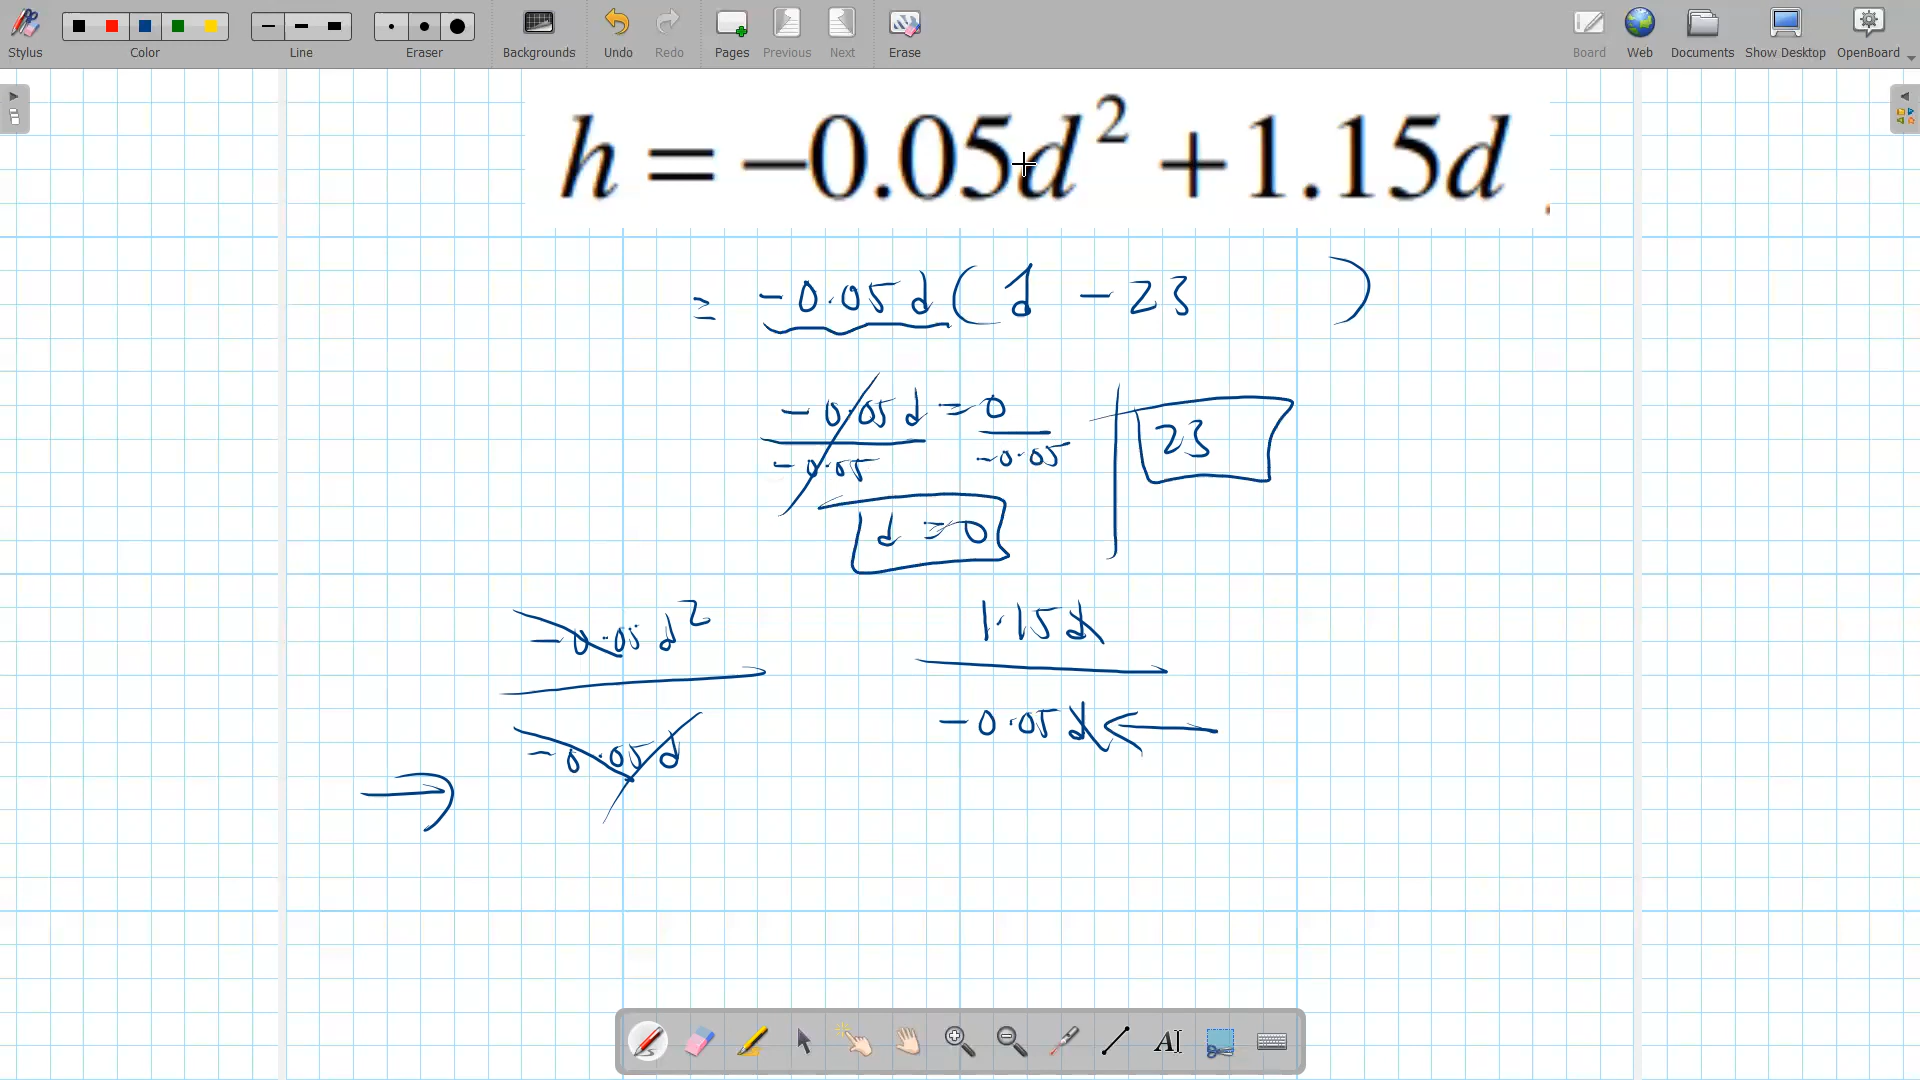 Stylus Color Line Eraser Backgrounds Undo Redo Pages Previous Next Erase Board Web Documents Show Desktop OpenBoard
h = −0.05d² + 1.15d
= -0.05d( d - 23 )
-0.05d = 0
-0.05 -0.05
23
d = 0
-0.05d² 1.15d
-0.05d -0.05d